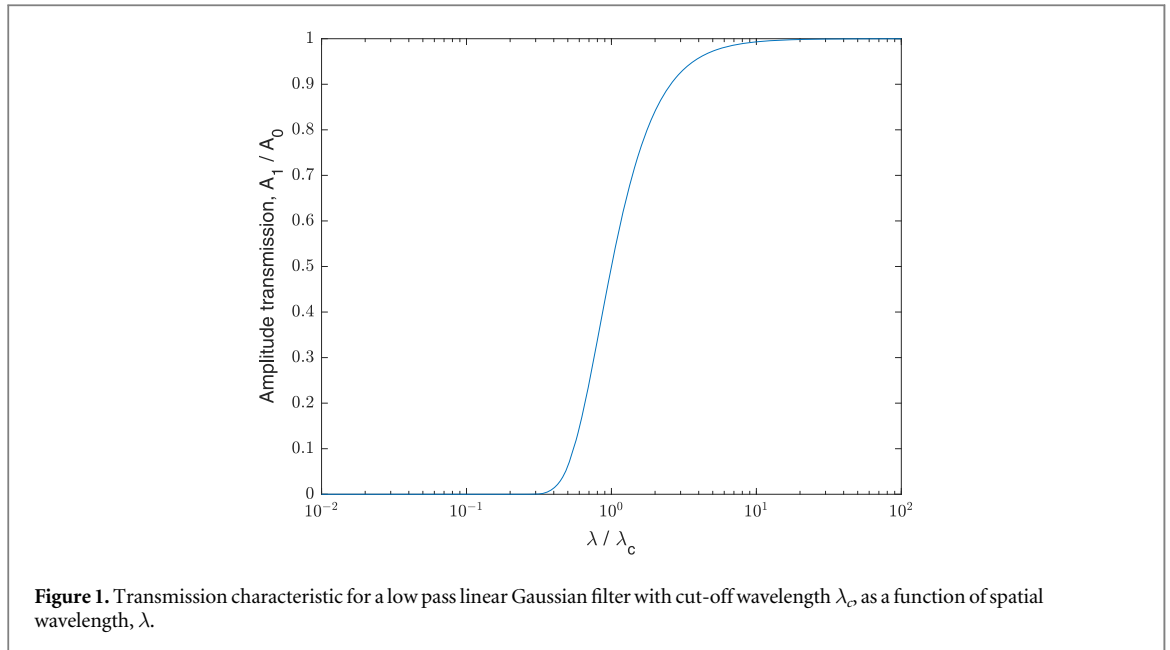 1
0.9
0.8
0.7
0.6
0.5
0.4
0.3
0.2
0.1
0
Amplitude transmission, A₁ / A₀
10⁻² 10⁻¹ 10⁰ 10¹ 10²
λ / λ_c
Figure 1. Transmission characteristic for a low pass linear Gaussian filter with cut-off wavelength λ_c, as a function of spatial
wavelength, λ.